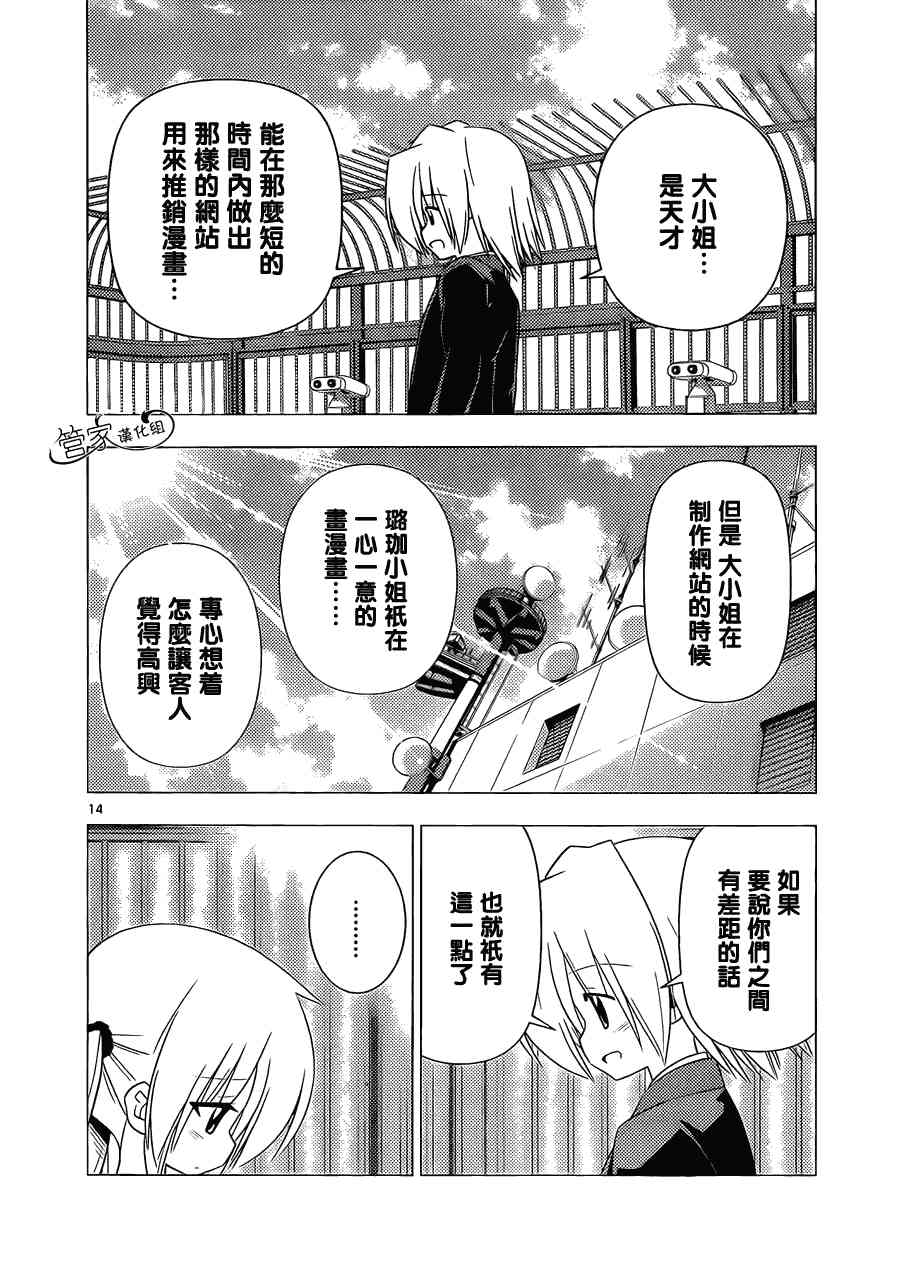 大小姐…
是天才
能在那麼短的
時間內做出
那樣的網站
用來推銷漫畫…
管家
漢化組
但是 大小姐在
制作網站的時候
璐珈小姐衹在
一心一意的
畫漫畫……
專心想着
怎麼讓客人
覺得高興
14
如果
要說你們之間
有差距的話
也就衹有
這一點了
………